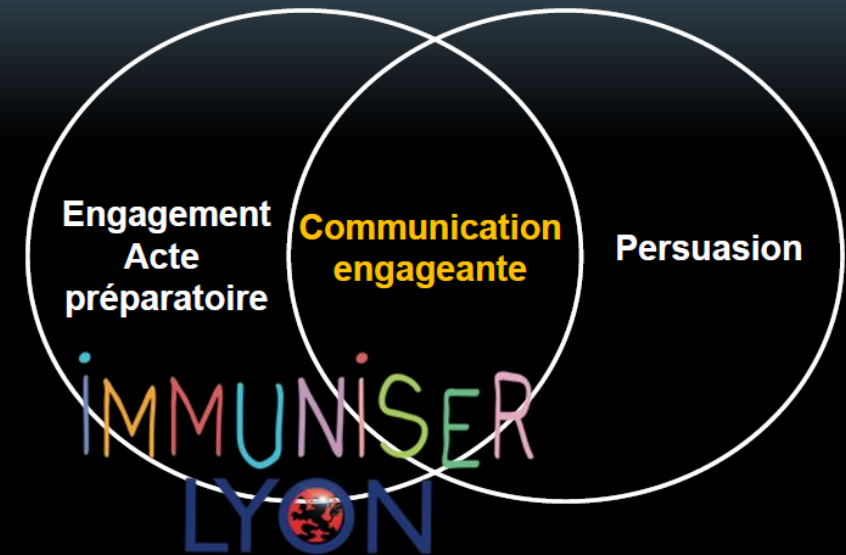 Engagement
Acte
préparatoire
Communication
engageante
Persuasion
iMMUNiSER
LYON